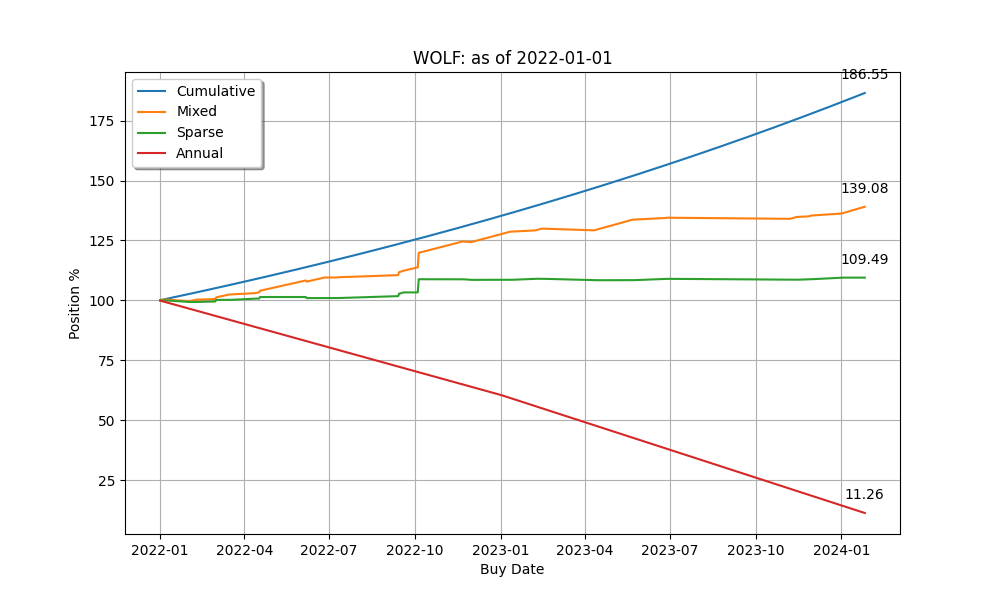 WOLF: as of 2022-01-01
Cumulative
Mixed
Sparse
Annual
186.55
139.08
109.49
11.26
Position %
175
150
125
100
75
50
25
2022-01
2022-04
2022-07
2022-10
2023-01
2023-04
2023-07
2023-10
2024-01
Buy Date